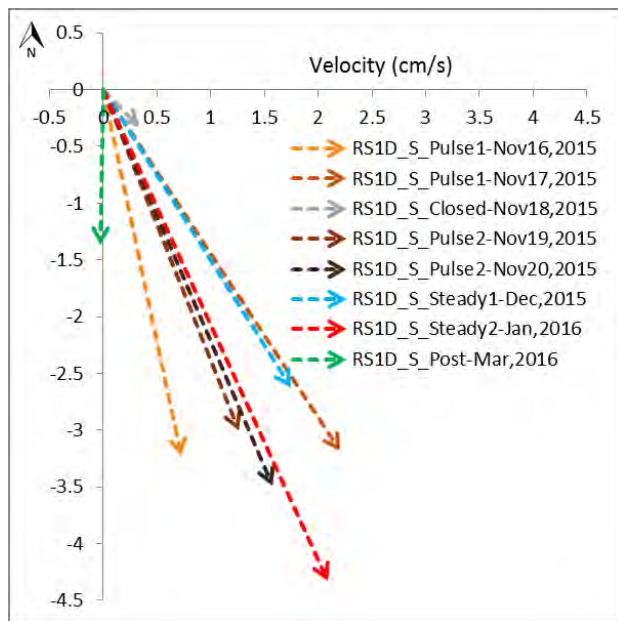 0.5
N
Velocity (cm/s)
0
-0.5 0 0.5 1 1.5 2 2.5 3 3.5 4 4.5
-0.5
RS1D_S_Pulse1-Nov16,2015
RS1D_S_Pulse1-Nov17,2015
-1
RS1D_S_Closed-Nov18,2015
RS1D_S_Pulse2-Nov19,2015
-1.5
RS1D_S_Pulse2-Nov20,2015
RS1D_S_Steady1-Dec,2015
-2
RS1D_S_Steady2-Jan,2016
RS1D_S_Post-Mar,2016
-2.5
-3
-3.5
-4
-4.5